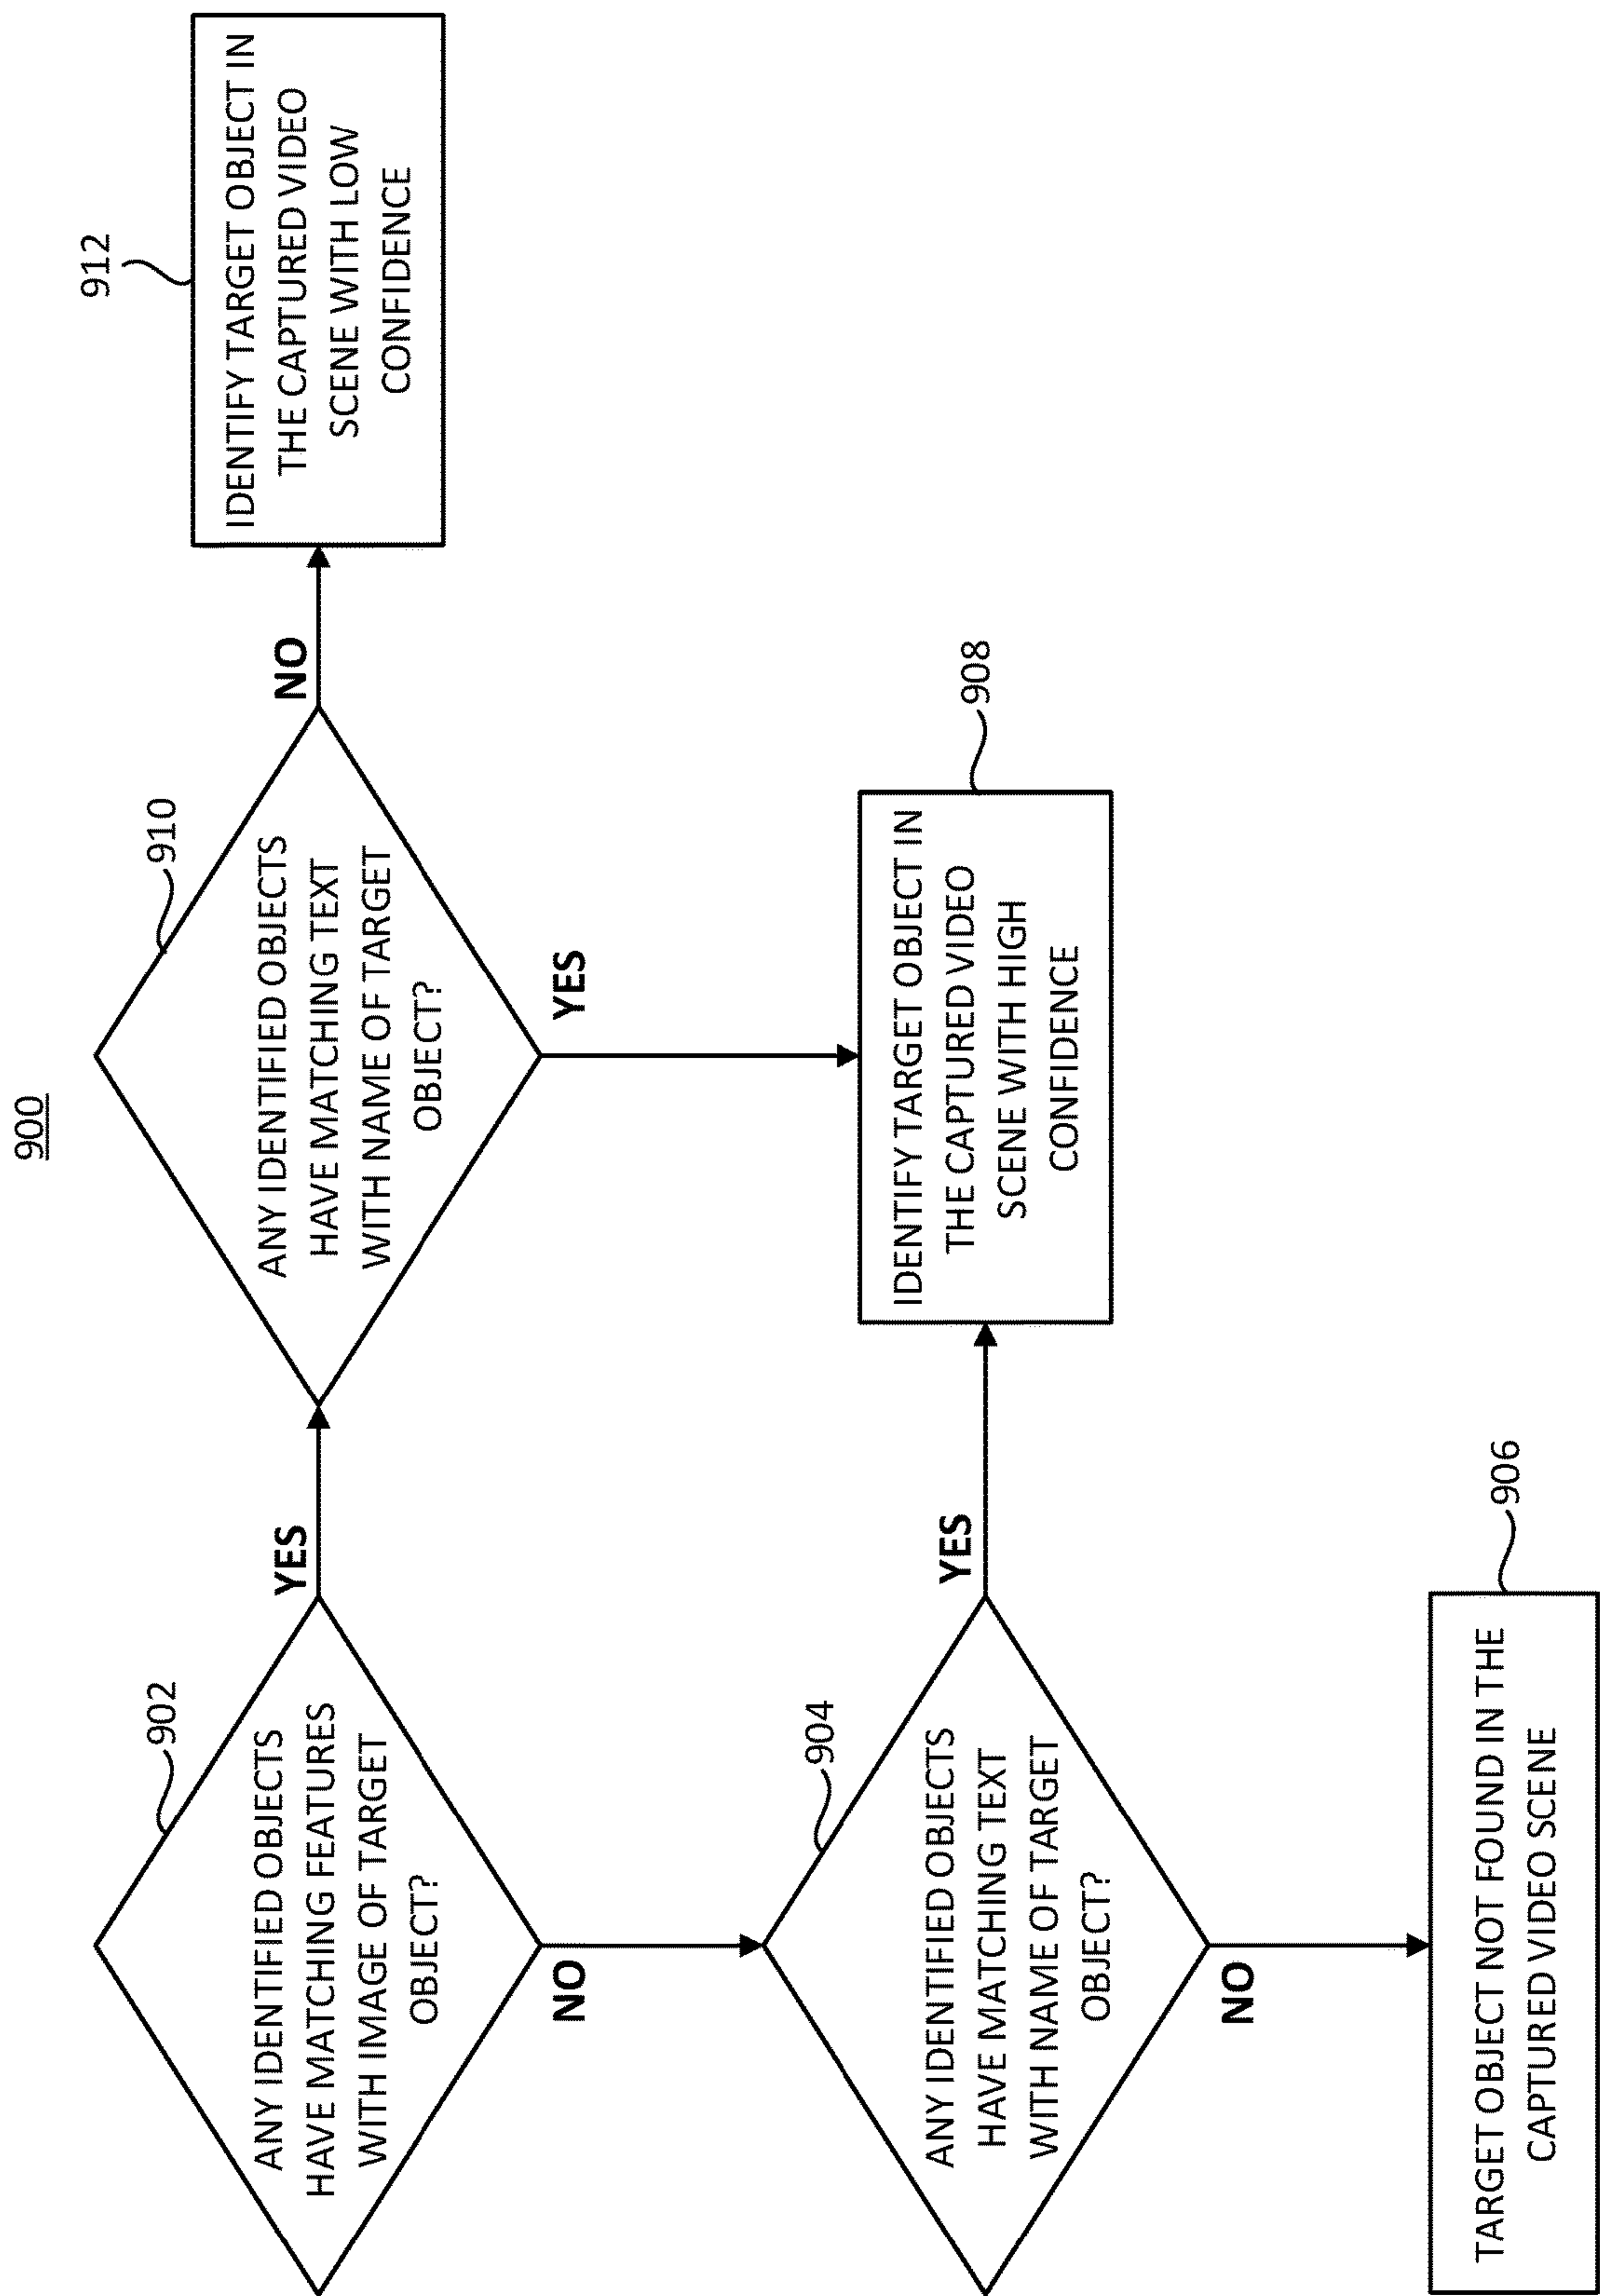 900
902
ANY IDENTIFIED OBJECTS
HAVE MATCHING FEATURES
WITH IMAGE OF TARGET
OBJECT?
YES
NO
910
ANY IDENTIFIED OBJECTS
HAVE MATCHING TEXT
WITH NAME OF TARGET
OBJECT?
NO
YES
912
IDENTIFY TARGET OBJECT IN
THE CAPTURED VIDEO
SCENE WITH LOW
CONFIDENCE
904
ANY IDENTIFIED OBJECTS
HAVE MATCHING TEXT
WITH NAME OF TARGET
OBJECT?
YES
NO
908
IDENTIFY TARGET OBJECT IN
THE CAPTURED VIDEO
SCENE WITH HIGH
CONFIDENCE
906
TARGET OBJECT NOT FOUND IN THE
CAPTURED VIDEO SCENE